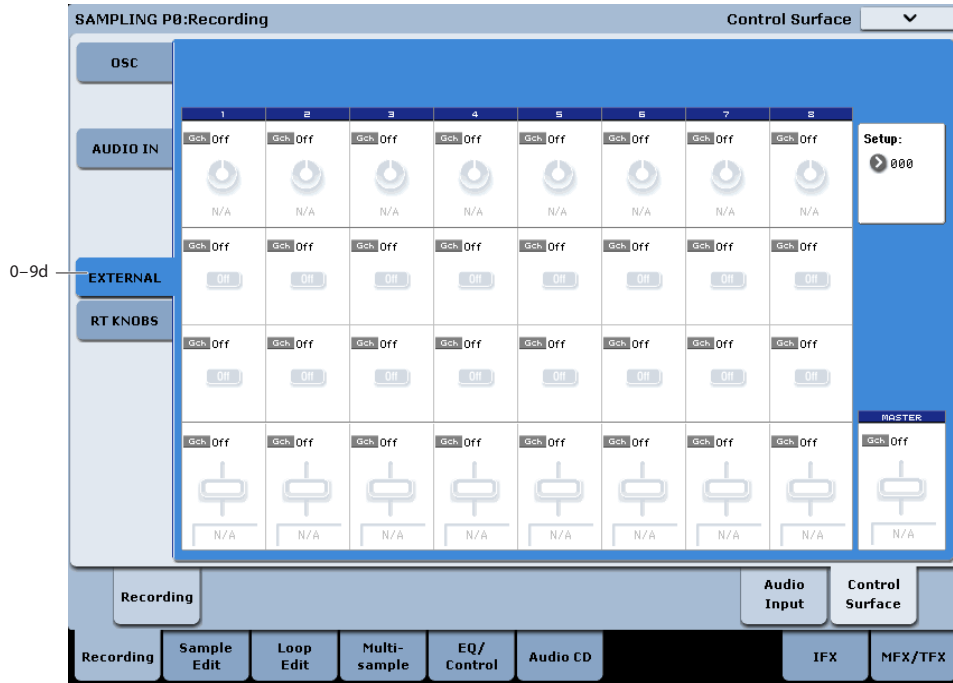 SAMPLING P0:Recording Control Surface
OSC
1 2 3 4 5 6 7 8
AUDIO IN
Gch Off Gch Off Gch Off Gch Off Gch Off Gch Off Gch Off Gch Off
Setup:
000
N/A N/A N/A N/A N/A N/A N/A N/A
0–9d
EXTERNAL
Gch Off Gch Off Gch Off Gch Off Gch Off Gch Off Gch Off Gch Off
Off Off Off Off Off Off Off Off
RT KNOBS
Gch Off Gch Off Gch Off Gch Off Gch Off Gch Off Gch Off Gch Off
Off Off Off Off Off Off Off Off
MASTER
Gch Off Gch Off Gch Off Gch Off Gch Off Gch Off Gch Off Gch Off Gch Off
N/A N/A N/A N/A N/A N/A N/A N/A N/A
Recording
Audio
Input
Control
Surface
Recording
Sample
Edit
Loop
Edit
Multi-
sample
EQ/
Control
Audio CD
IFX
MFX/TFX